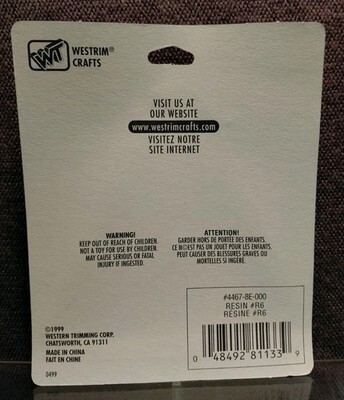 WT
WESTRIM®
CRAFTS
VISIT US AT
OUR WEBSITE
www.westrimcrafts.com
VISITEZ NOTRE
SITE INTERNET
WARNING!
KEEP OUT OF REACH OF CHILDREN.
NOT A TOY FOR USE BY CHILDREN.
MAY CAUSE SERIOUS OR FATAL
INJURY IF INGESTED.
ATTENTION!
GARDER HORS DE PORTÉE DES ENFANTS.
CE N'EST PAS UN JOUET POUR LES ENFANTS.
PEUT CAUSER DES BLESSURES GRAVES OU
MORTELLES SI INGÉRÉ.
#4467-8E-000
RESIN #R6
RÉSINE #R6
0 48492 81133 9
©1999
WESTERN TRIMMING CORP.
CHATSWORTH, CA 91311
MADE IN CHINA
FAIT EN CHINE
0499